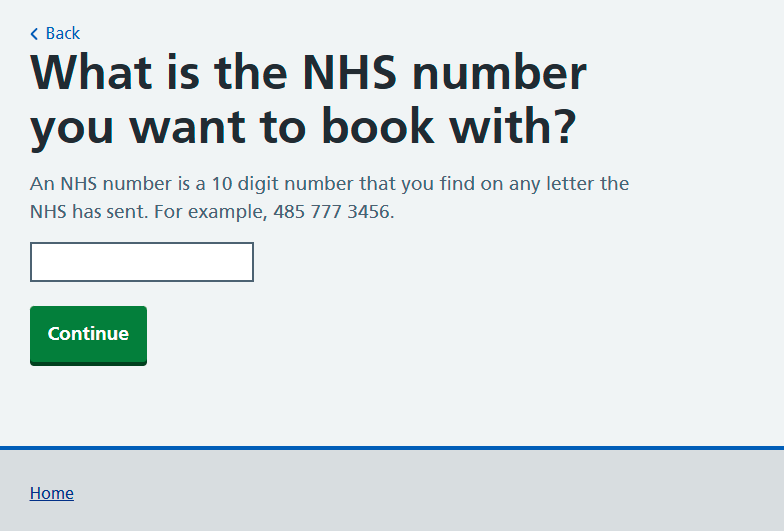 Back
What is the NHS number
you want to book with?
An NHS number is a 10 digit number that you find on any letter the
NHS has sent. For example, 485 777 3456.
Continue
Home